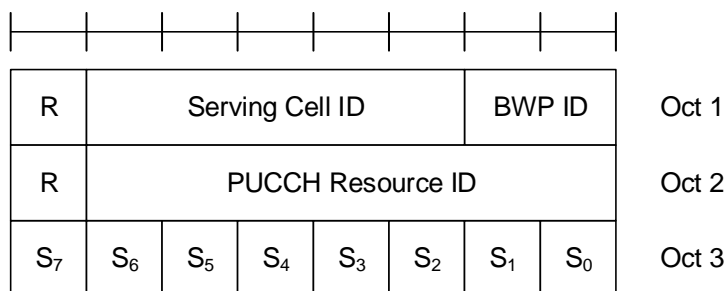 R Serving Cell ID BWP ID Oct 1
R PUCCH Resource ID Oct 2
S₇ S₆ S₅ S₄ S₃ S₂ S₁ S₀ Oct 3